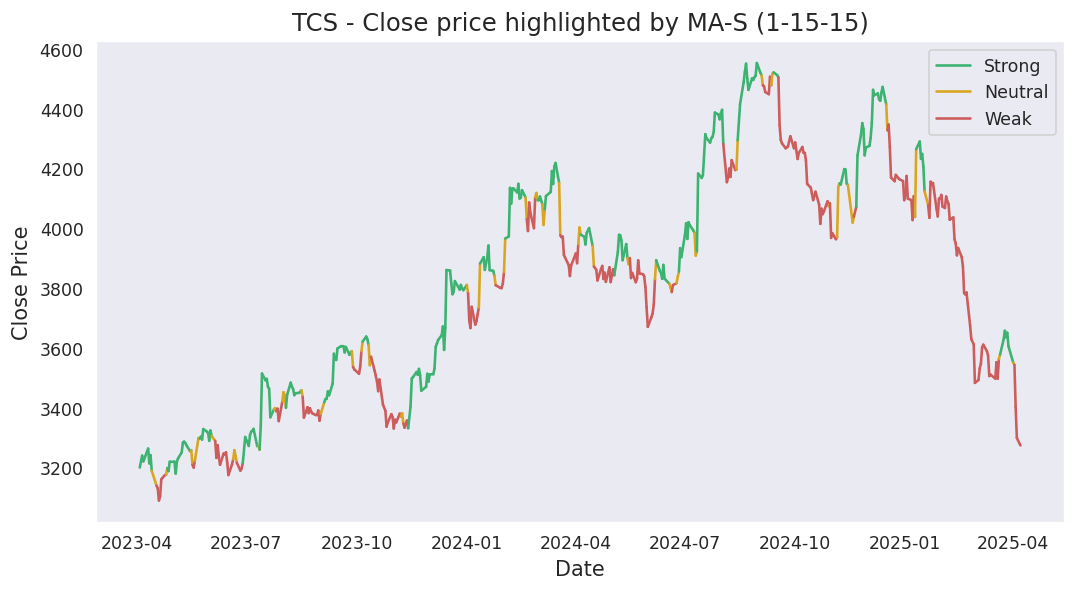 TCS - Close price highlighted by MA-S (1-15-15)
Strong
Neutral
Weak
Close Price
4600
4400
4200
4000
3800
3600
3400
3200
2023-04 2023-07 2023-10 2024-01 2024-04 2024-07 2024-10 2025-01 2025-04
Date